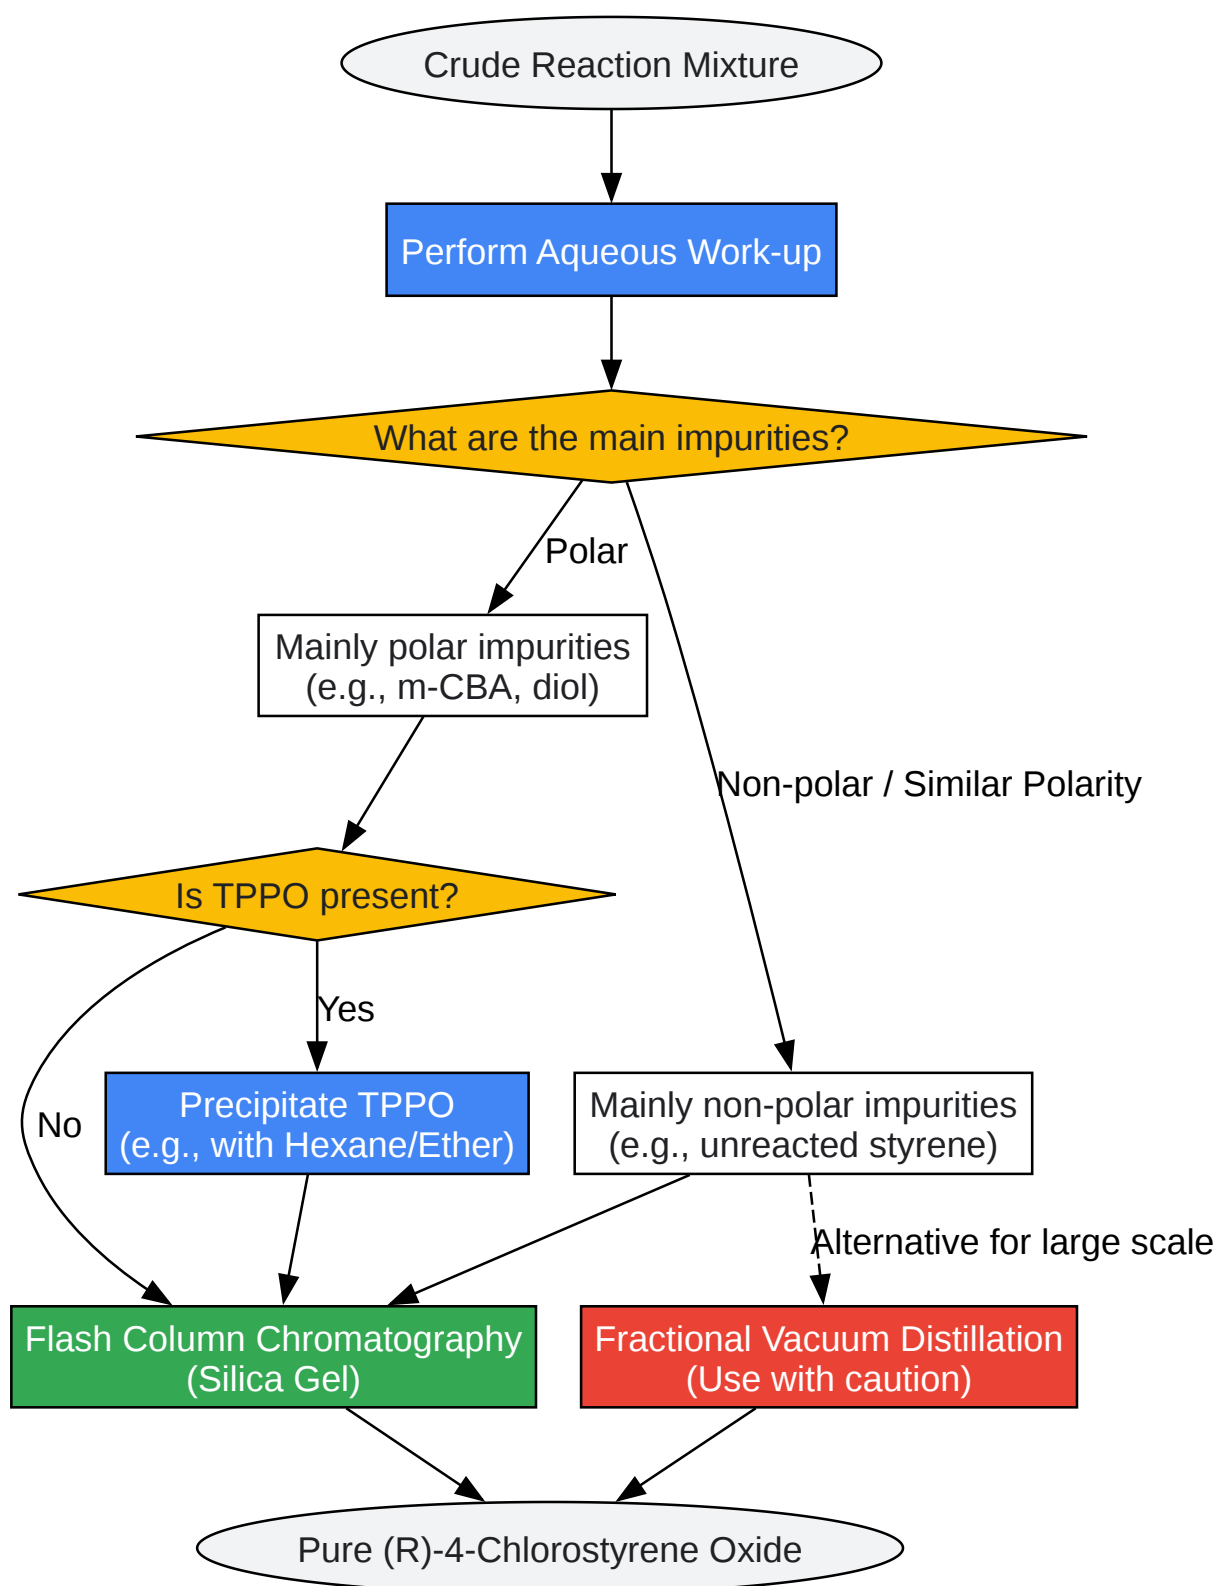 Crude Reaction Mixture
Perform Aqueous Work-up
What are the main impurities?
Polar
Mainly polar impurities
(e.g., m-CBA, diol)
Non-polar / Similar Polarity
Is TPPO present?
Yes
No
Precipitate TPPO
(e.g., with Hexane/Ether)
Mainly non-polar impurities
(e.g., unreacted styrene)
Alternative for large scale
Flash Column Chromatography
(Silica Gel)
Fractional Vacuum Distillation
(Use with caution)
Pure (R)-4-Chlorostyrene Oxide